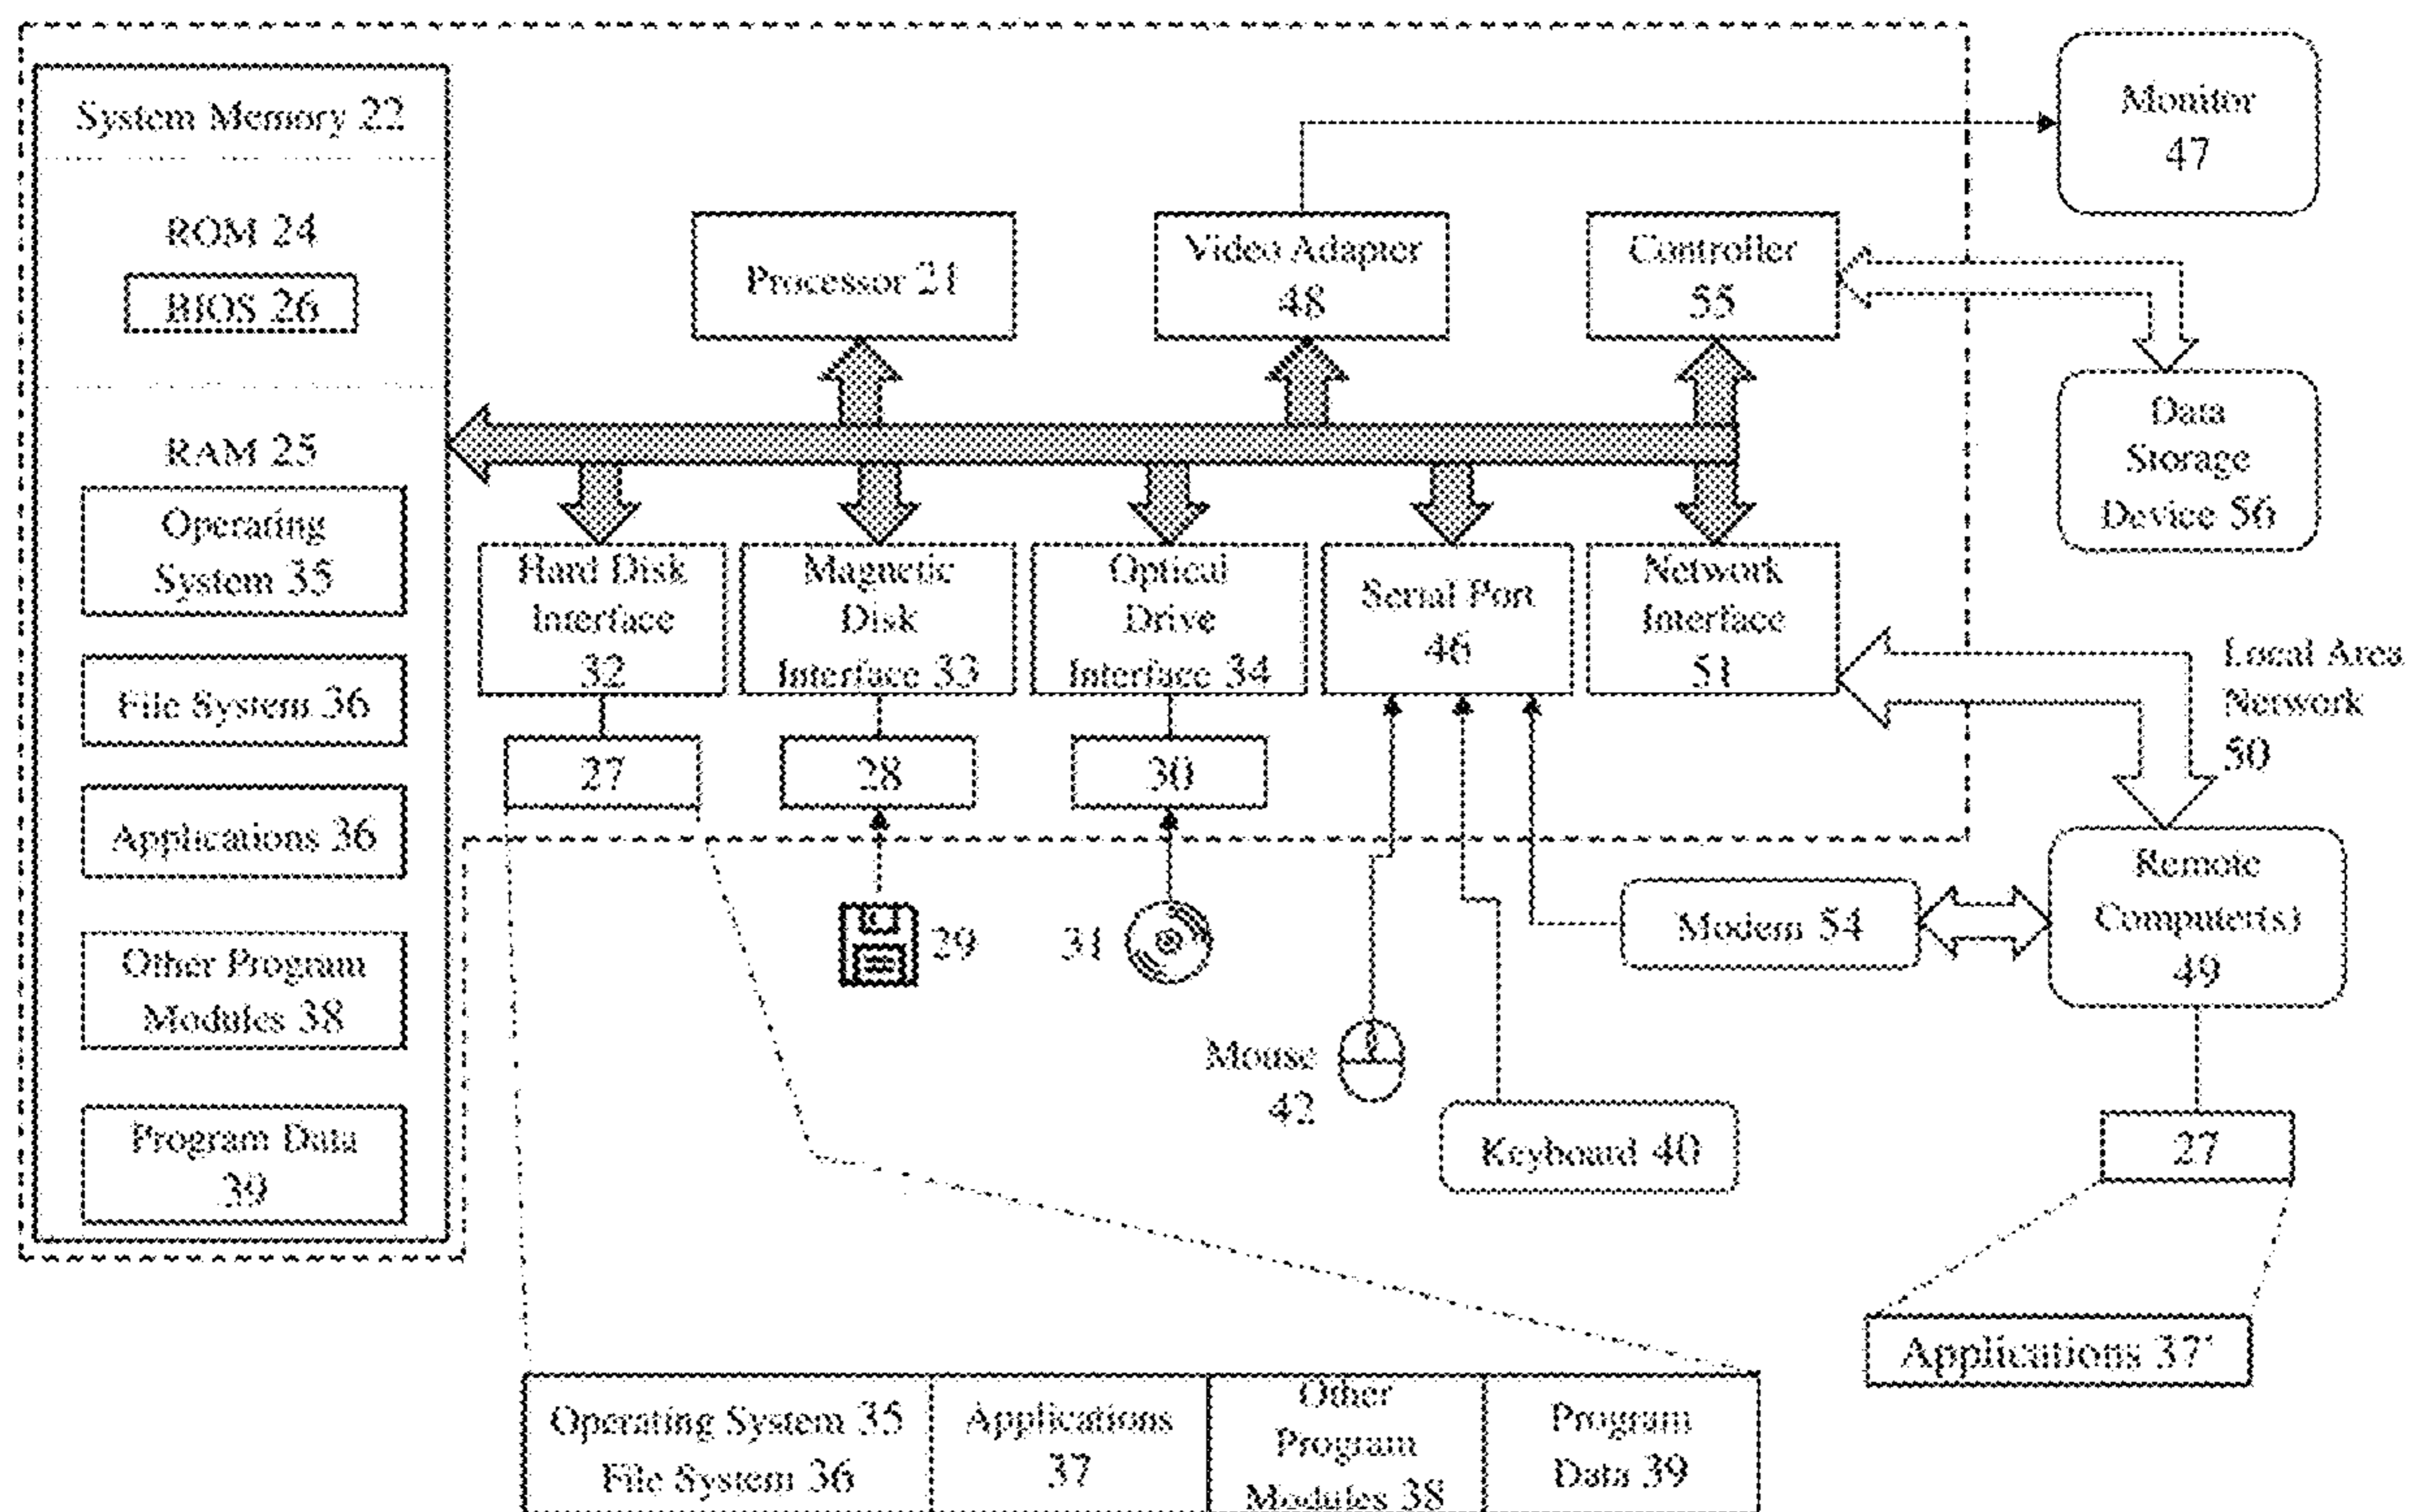 System Memory 22
ROM 24
BIOS 26
RAM 25
Operating
System 35
File System 36
Applications 36
Other Program
Modules 38
Program Data
39
Processor 21
Video Adapter
48
Controller
55
Monitor
47
Data
Storage
Device 56
Hard Disk
Interface
32
Magnetic
Disk
Interface 33
Optical
Drive
Interface 34
Serial Port
46
Network
Interface
51
Local Area
Network
50
27
28
30
29
31
Modem 54
Remote
Computer(s)
49
Mouse
42
Keyboard 40
27
Applications 37'
Operating System 35
File System 36
Applications
37
Other
Program
Modules 38
Program
Data 39